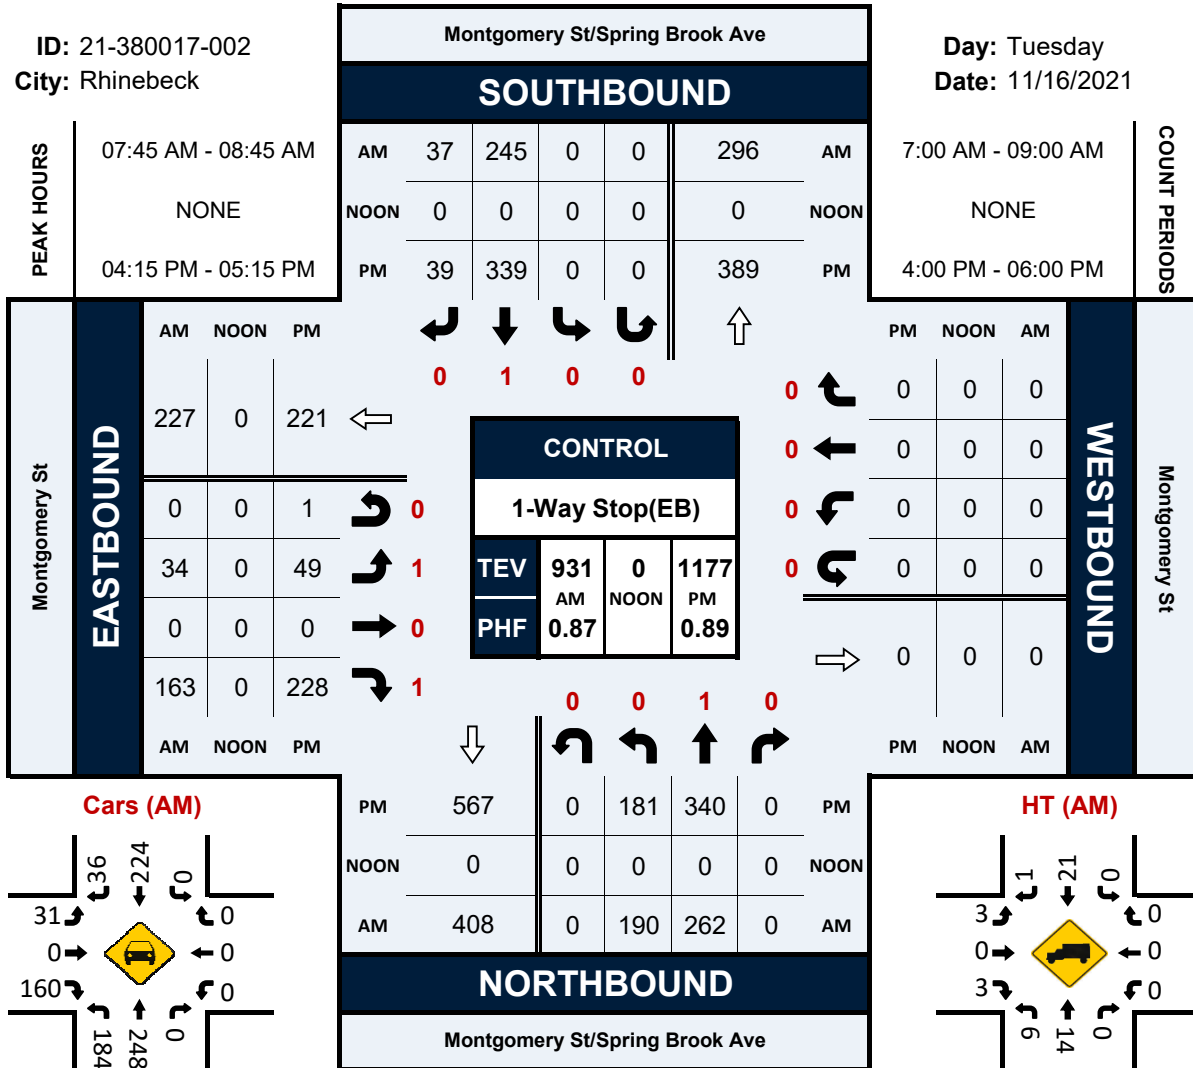 ID: 21-380017-002
City: Rhinebeck
Montgomery St/Spring Brook Ave
SOUTHBOUND
Day: Tuesday
Date: 11/16/2021
PEAK HOURS
07:45 AM - 08:45 AM
NONE
04:15 PM - 05:15 PM
AM 37 245 0 0 296 AM
NOON 0 0 0 0 0 NOON
PM 39 339 0 0 389 PM
7:00 AM - 09:00 AM
NONE
4:00 PM - 06:00 PM
COUNT PERIODS
0 1 0 0
Montgomery St
EASTBOUND
AM NOON PM
227 0 221
0 0 1 0
34 0 49 1
0 0 0 0
163 0 228 1
AM NOON PM
CONTROL
1-Way Stop(EB)
TEV 931 0 1177
AM NOON PM
PHF 0.87 0.89
PM NOON AM
0 0 0 0
0 0 0 0
0 0 0 0
0 0 0 0
0 0 0
PM NOON AM
WESTBOUND
Montgomery St
0 0 1 0
PM 567 0 181 340 0 PM
NOON 0 0 0 0 0 NOON
AM 408 0 190 262 0 AM
NORTHBOUND
Montgomery St/Spring Brook Ave
Cars (AM)
36 224 0
31 0
0 0
160 0
184 248 0
HT (AM)
1 21 0
3 0
0 0
3 0
6 14 0